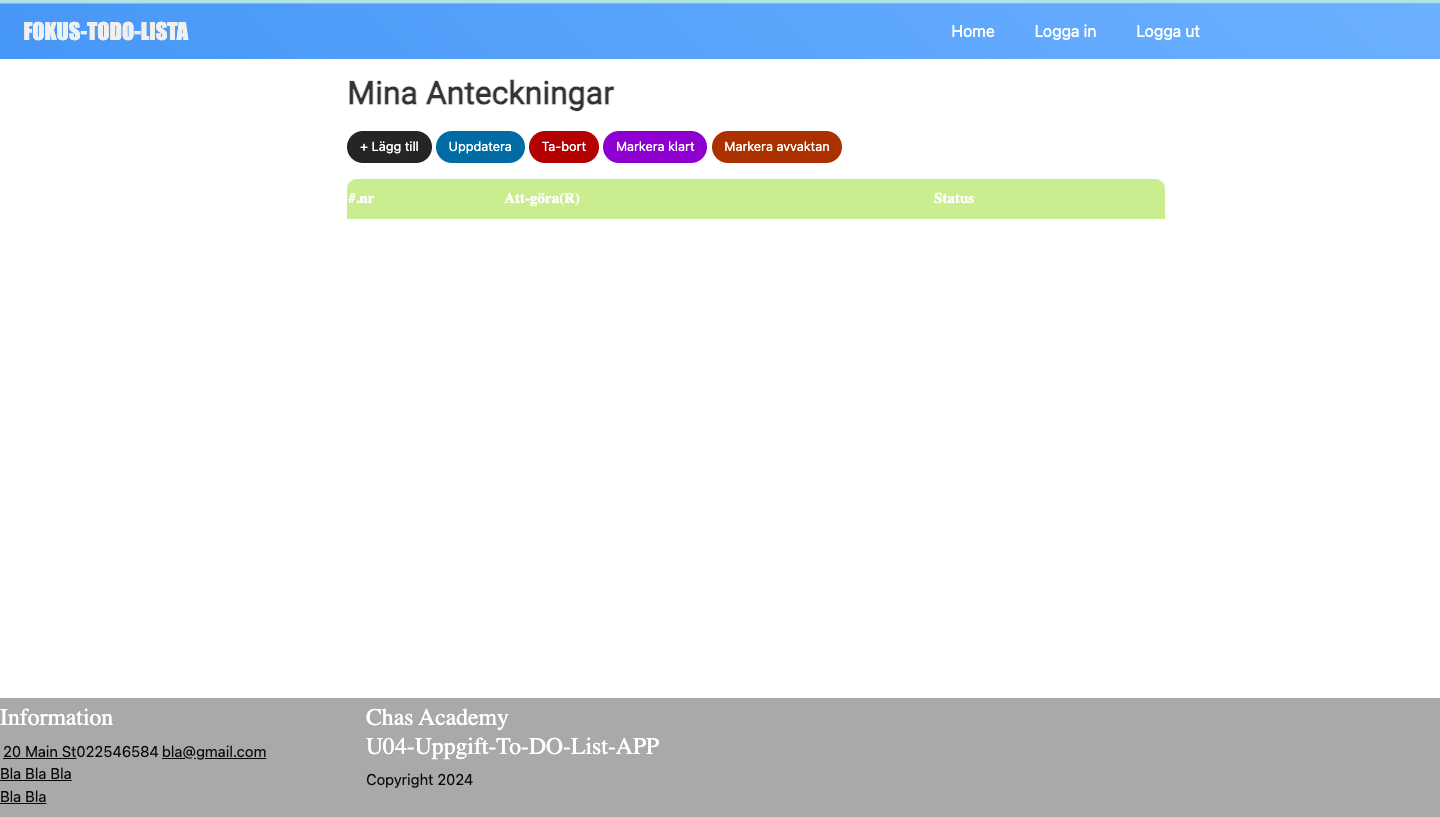 FOKUS-TODO-LISTA
Home Logga in Logga ut
Mina Anteckningar
+ Lägg till Uppdatera Ta-bort Markera klart Markera avvaktan
#.nr Att-göra(R) Status
Information
20 Main St022546584 bla@gmail.com
Bla Bla Bla
Bla Bla
Chas Academy
U04-Uppgift-To-DO-List-APP
Copyright 2024